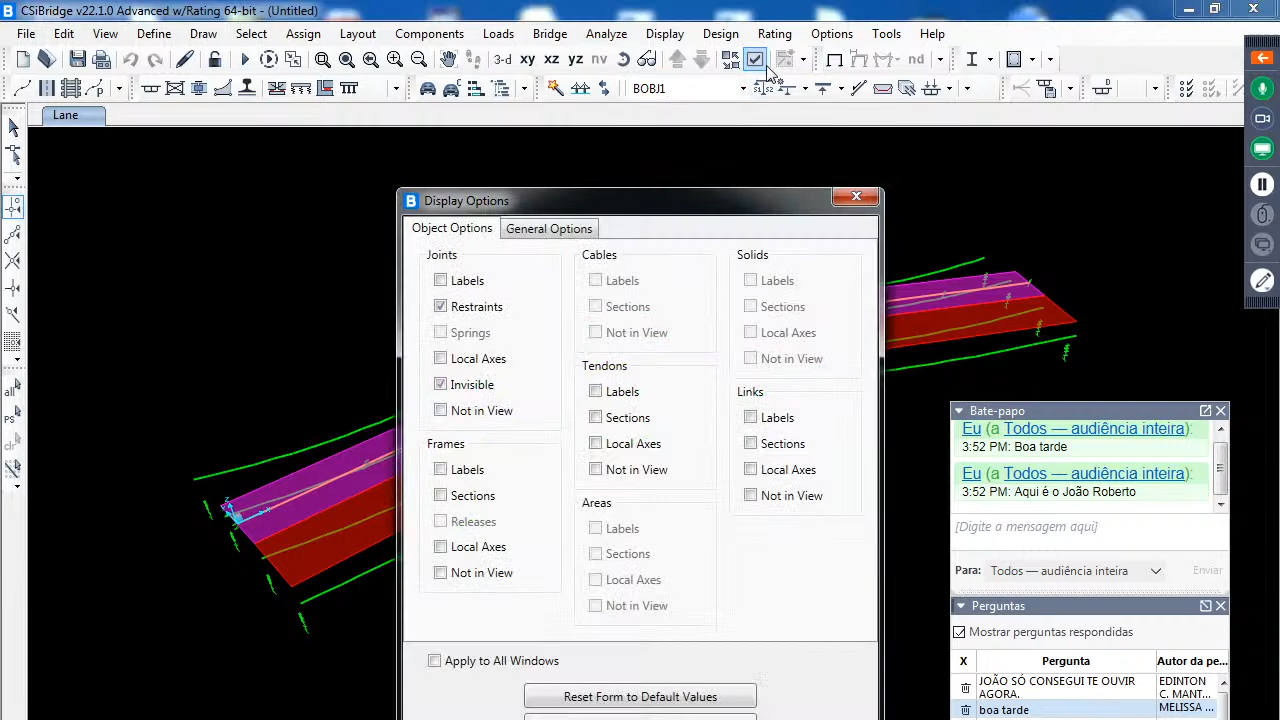 CSiBridge v22.1.0 Advanced w/Rating 64-bit - (Untitled)
File Edit View Define Draw Select Assign Layout Components Loads Bridge Analyze Display Design Rating Options Tools Help
3-d xy xz yz nv nd
BOBJ1
Lane
all
PS
clr
Display Options
Object Options General Options
Joints
Labels
Restraints
Springs
Local Axes
Invisible
Not in View
Frames
Labels
Sections
Releases
Local Axes
Not in View
Cables
Labels
Sections
Not in View
Tendons
Labels
Sections
Local Axes
Not in View
Areas
Labels
Sections
Local Axes
Not in View
Solids
Labels
Sections
Local Axes
Not in View
Links
Labels
Sections
Local Axes
Not in View
Apply to All Windows
Reset Form to Default Values
Bate-papo
Eu (a Todos — audiência inteira):
3:52 PM: Boa tarde
Eu (a Todos — audiência inteira):
3:52 PM: Aqui é o João Roberto
[Digite a mensagem aqui]
Para: Todos — audiência inteira Enviar
Perguntas
Mostrar perguntas respondidas
X Pergunta Autor da pe...
JOÃO SÓ CONSEGUI TE OUVIR AGORA. EDINTON C. MANT...
boa tarde MELISSA ...